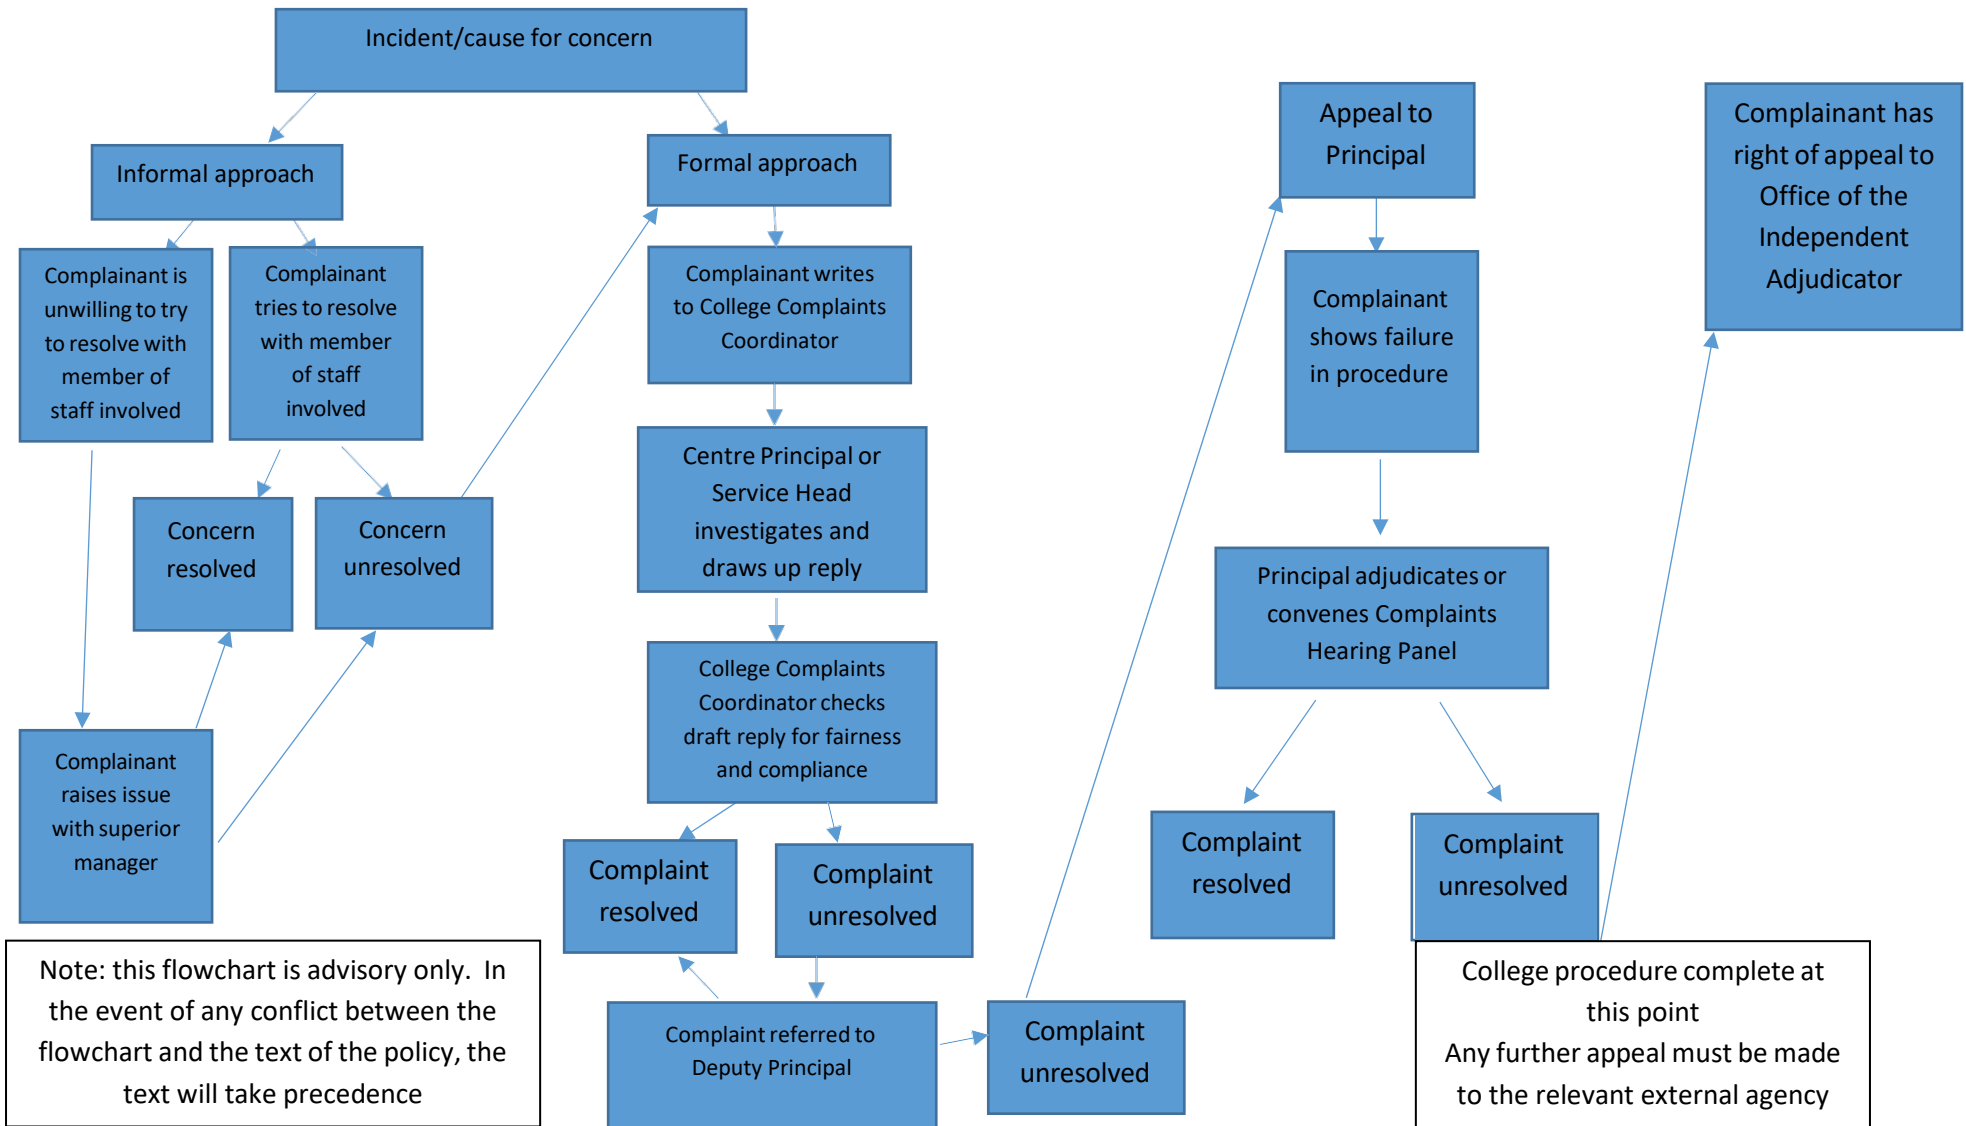 Incident/cause for concern
Informal approach
Formal approach
Complainant is
unwilling to try
to resolve with
member of
staff involved
Complainant
tries to resolve
with member
of staff
involved
Concern
resolved
Concern
unresolved
Complainant
raises issue
with superior
manager
Complainant writes
to College Complaints
Coordinator
Centre Principal or
Service Head
investigates and
draws up reply
College Complaints
Coordinator checks
draft reply for fairness
and compliance
Complaint
resolved
Complaint
unresolved
Complaint referred to
Deputy Principal
Complaint
unresolved
Appeal to
Principal
Complainant
shows failure
in procedure
Principal adjudicates or
convenes Complaints
Hearing Panel
Complaint
resolved
Complaint
unresolved
Complainant has
right of appeal to
Office of the
Independent
Adjudicator
Note: this flowchart is advisory only.  In
the event of any conflict between the
flowchart and the text of the policy, the
text will take precedence
College procedure complete at
this point
Any further appeal must be made
to the relevant external agency